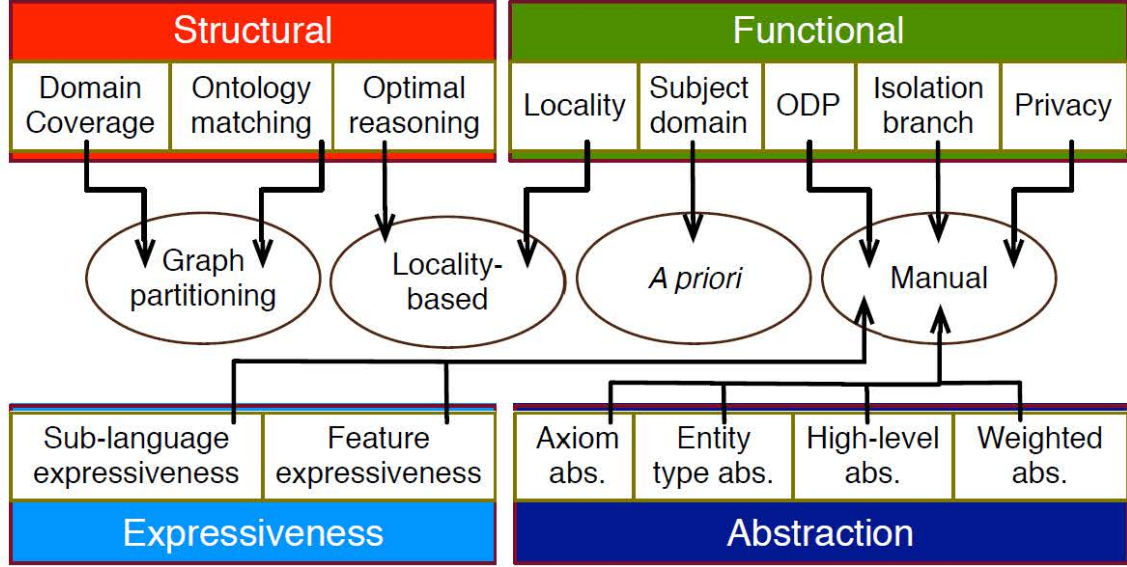 Structural
Functional
Domain
Coverage
Ontology
matching
Optimal
reasoning
Locality
Subject
domain
ODP
Isolation
branch
Privacy
Graph
partitioning
Locality-
based
A priori
Manual
Sub-language
expressiveness
Feature
expressiveness
Axiom
abs.
Entity
type abs.
High-level
abs.
Weighted
abs.
Expressiveness
Abstraction